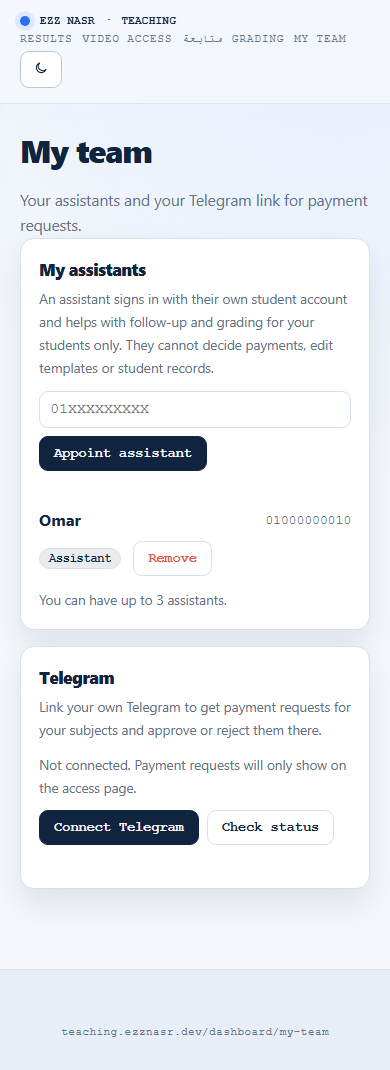 EZZ NASR · TEACHING
RESULTS VIDEO ACCESS متابعة GRADING MY TEAM
My team
Your assistants and your Telegram link for payment
requests.
My assistants
An assistant signs in with their own student account
and helps with follow-up and grading for your
students only. They cannot decide payments, edit
templates or student records.
01XXXXXXXXX
Appoint assistant
Omar 01000000010
Assistant Remove
You can have up to 3 assistants.
Telegram
Link your own Telegram to get payment requests for
your subjects and approve or reject them there.
Not connected. Payment requests will only show on
the access page.
Connect Telegram Check status
teaching.ezznasr.dev/dashboard/my-team